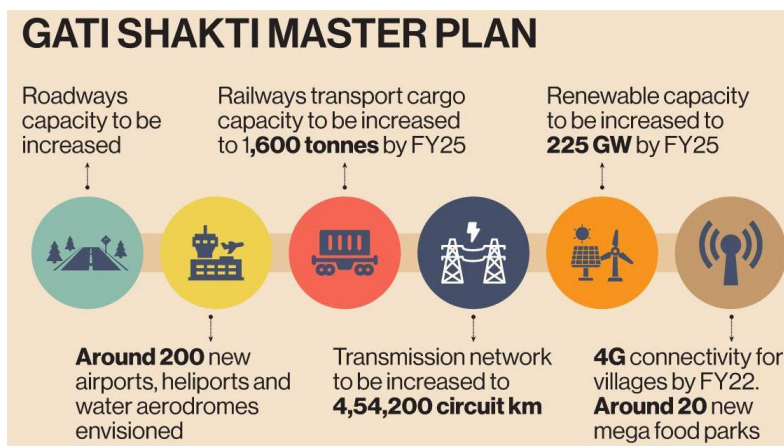 GATI SHAKTI MASTER PLAN
Roadways
capacity to be
increased
Railways transport cargo
capacity to be increased
to 1,600 tonnes by FY25
Renewable capacity
to be increased to
225 GW by FY25
Around 200 new
airports, heliports and
water aerodromes
envisioned
Transmission network
to be increased to
4,54,200 circuit km
4G connectivity for
villages by FY22.
Around 20 new
mega food parks